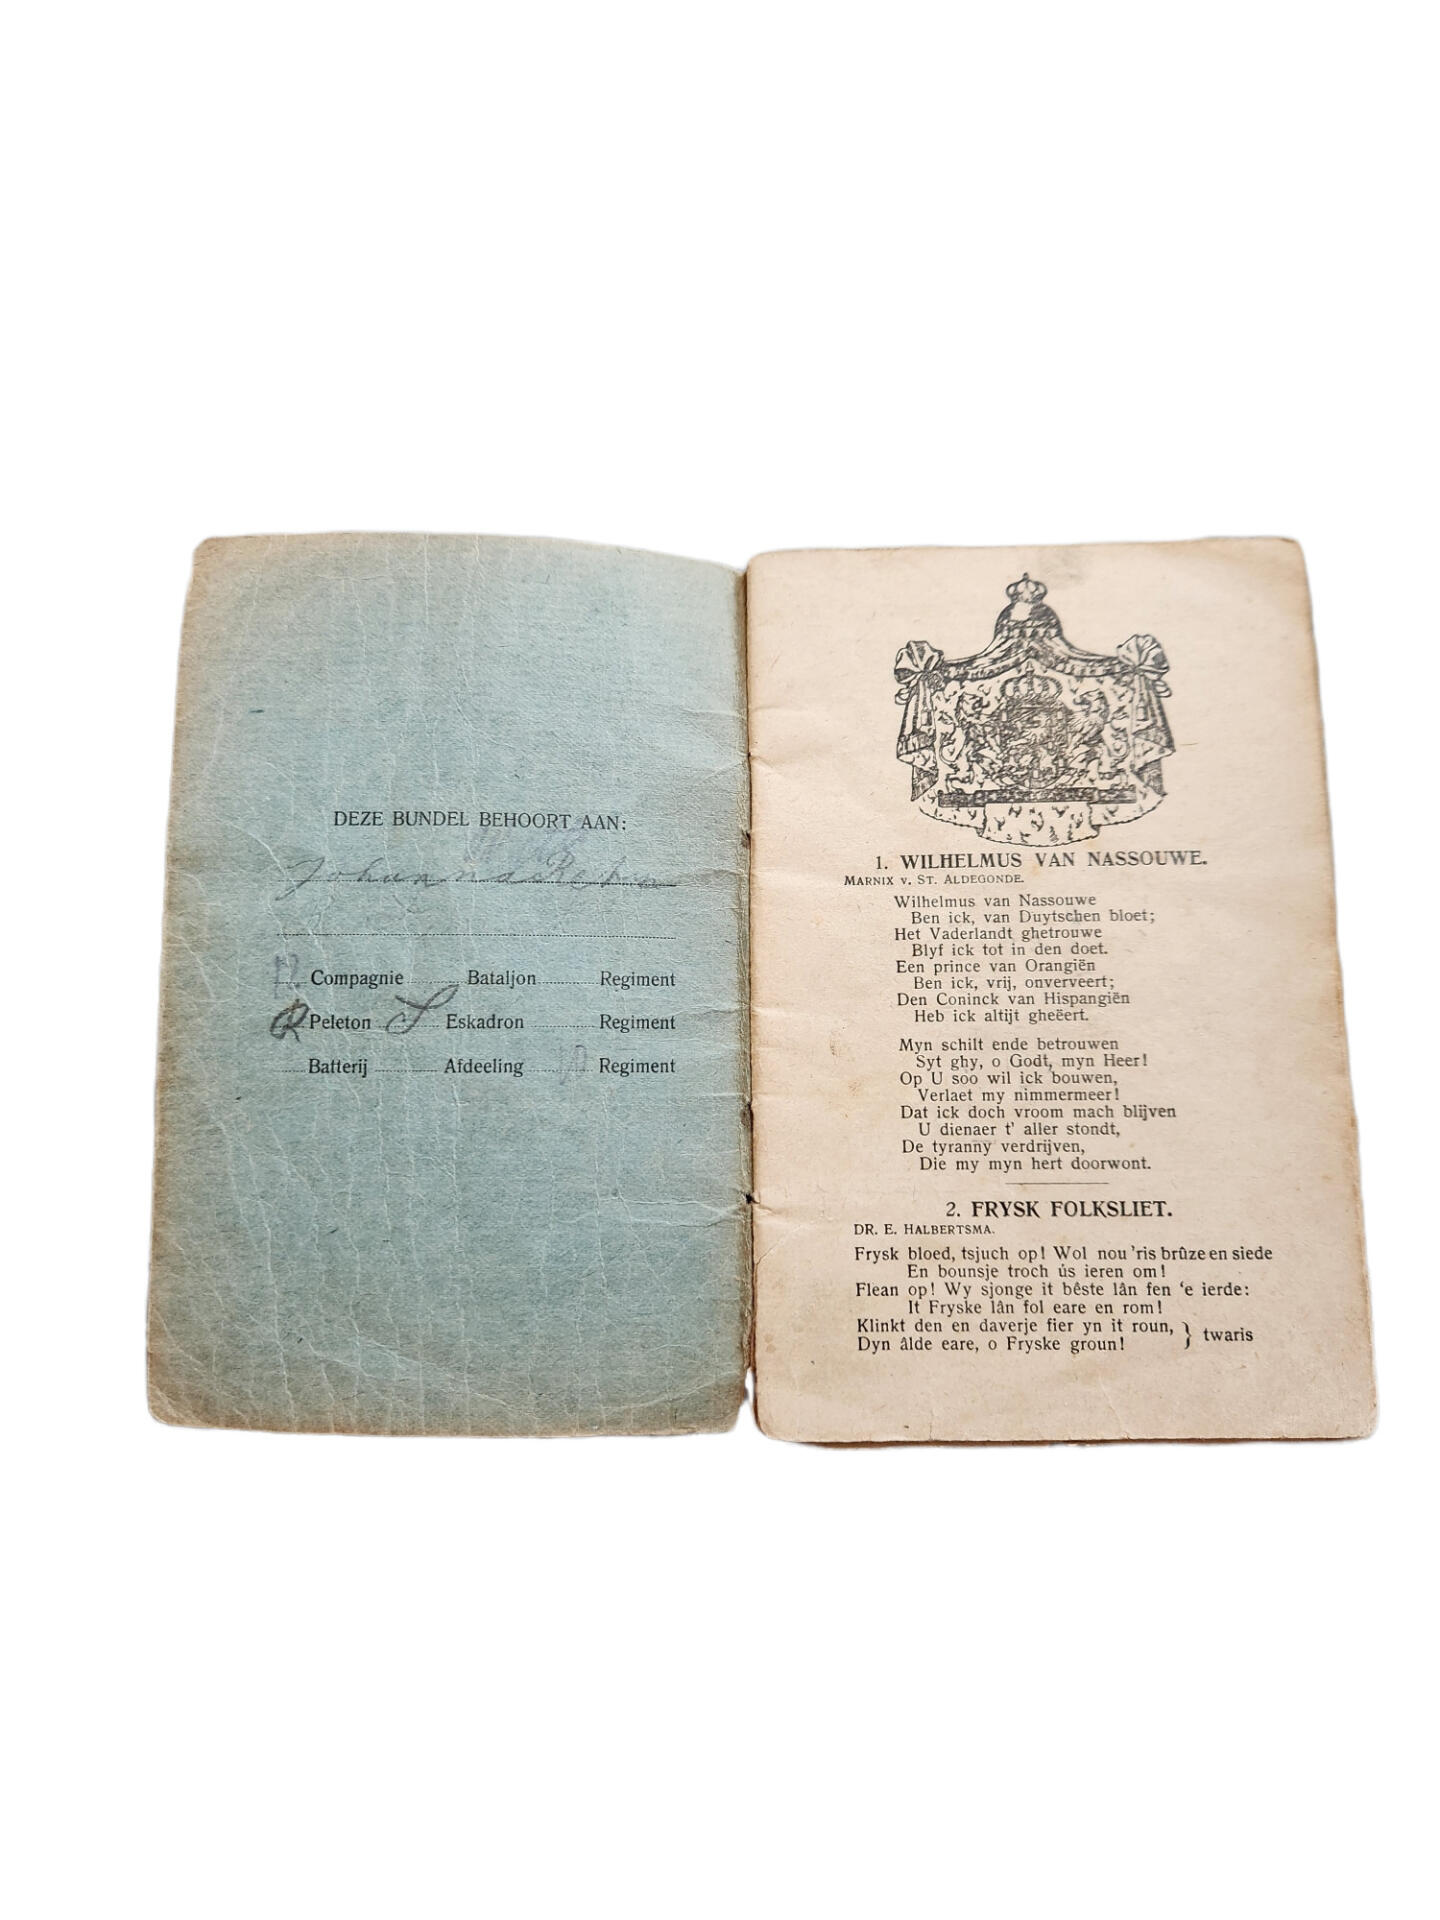 DEZE BUNDEL BEHOORT AAN:
Johanna
Compagnie Bataljon Regiment
Peleton Eskadron Regiment
Batterij Afdeeling Regiment
1. WILHELMUS VAN NASSOUWE.
MARNIX V. ST. ALDEGONDE.
Wilhelmus van Nassouwe
Ben ick, van Duytschen bloet;
Het Vaderlandt ghetrouwe
Blyf ick tot in den doet.
Een prince van Orangiën
Ben ick, vrij, onverveert;
Den Coninck van Hispangiën
Heb ick altijt gheëert.
Myn schilt ende betrouwen
Syt ghy, o Godt, myn Heer!
Op U soo wil ick bouwen,
Verlaet my nimmermeer!
Dat ick doch vroom mach blijven
U dienaer t' aller stondt,
De tyranny verdrijven,
Die my myn hert doorwont.
2. FRYSK FOLKSLIET.
DR. E. HALBERTSMA.
Frysk bloed, tsjuch op! Wol nou 'ris brûze en siede
En bounsje troch ús ieren om!
Flean op! Wy sjonge it bêste lân fen 'e ierde:
It Fryske lân fol eare en rom!
Klinkt den en daverje fier yn it roun,
Dyn âlde eare, o Fryske groun! } twaris